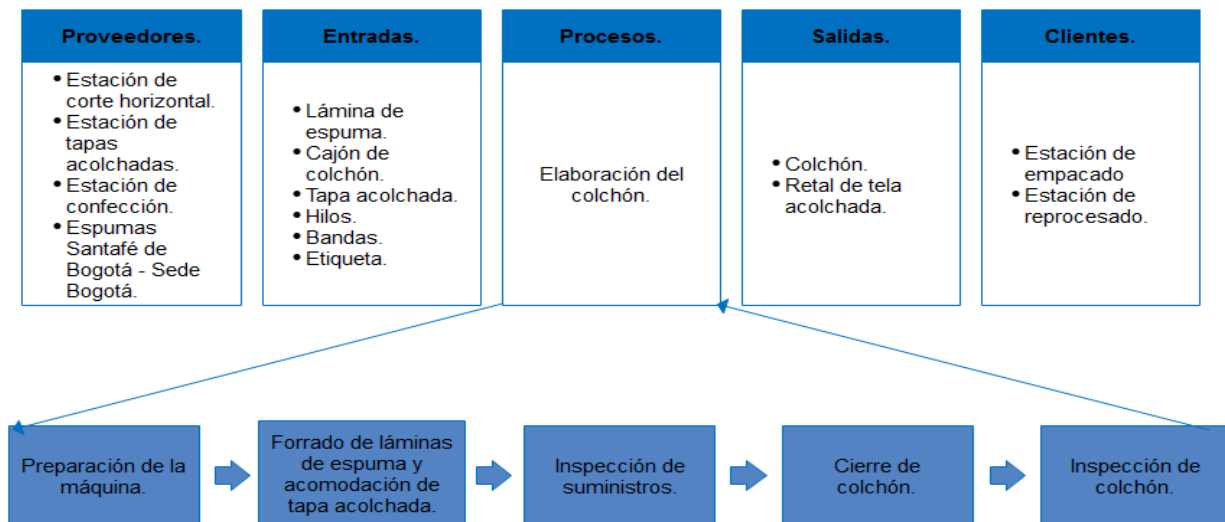 Proveedores.
• Estación de
corte horizontal.
• Estación de
tapas
acolchadas.
• Estación de
confección.
• Espumas
Santafé de
Bogotá - Sede
Bogotá.
Entradas.
• Lámina de
espuma.
• Cajón de
colchón.
• Tapa acolchada.
• Hilos.
• Bandas.
• Etiqueta.
Procesos.
Elaboración del
colchón.
Salidas.
• Colchón.
• Retal de tela
acolchada.
Clientes.
• Estación de
empacado
• Estación de
reprocesado.
Preparación de la
máquina.
Forrado de láminas
de espuma y
acomodación de
tapa acolchada.
Inspección de
suministros.
Cierre de
colchón.
Inspección de
colchón.